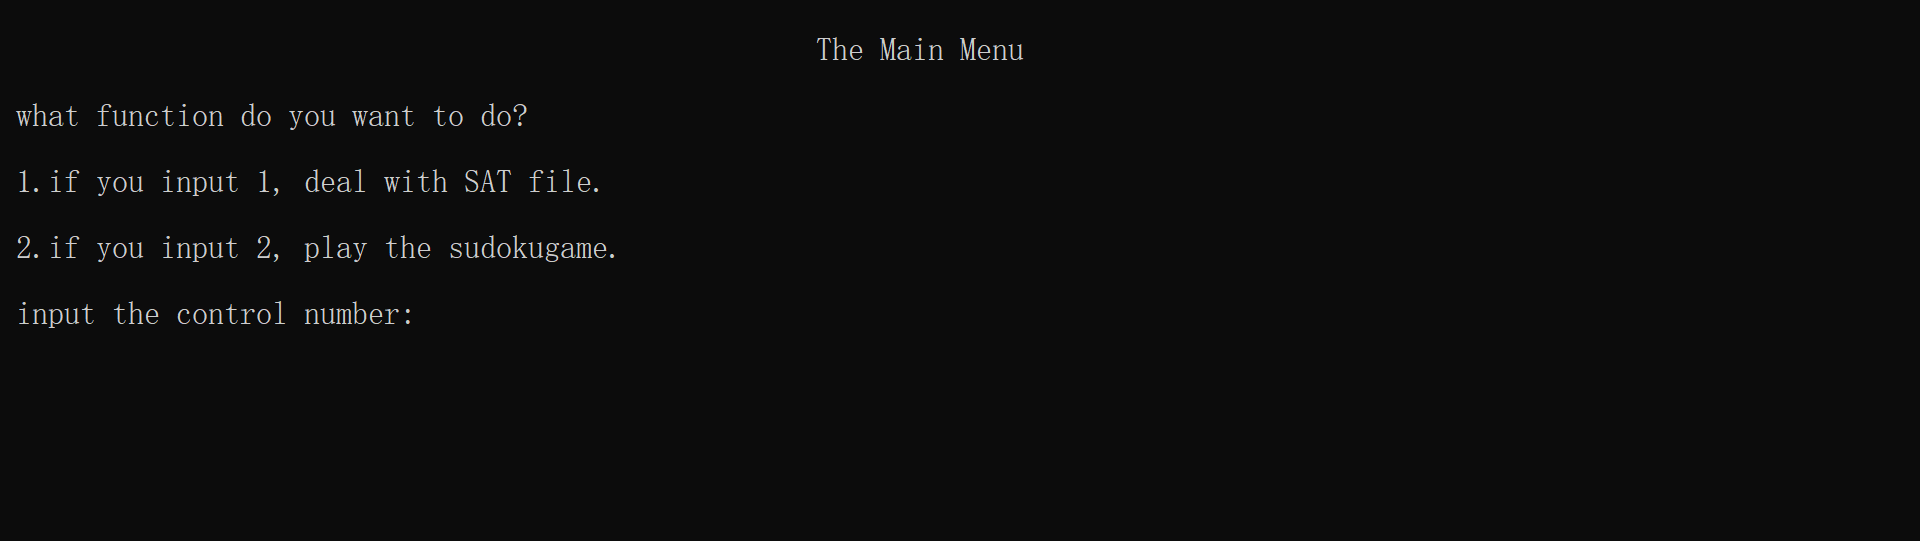 The Main Menu
what function do you want to do?
1.if you input 1, deal with SAT file.
2.if you input 2, play the sudokugame.
input the control number: